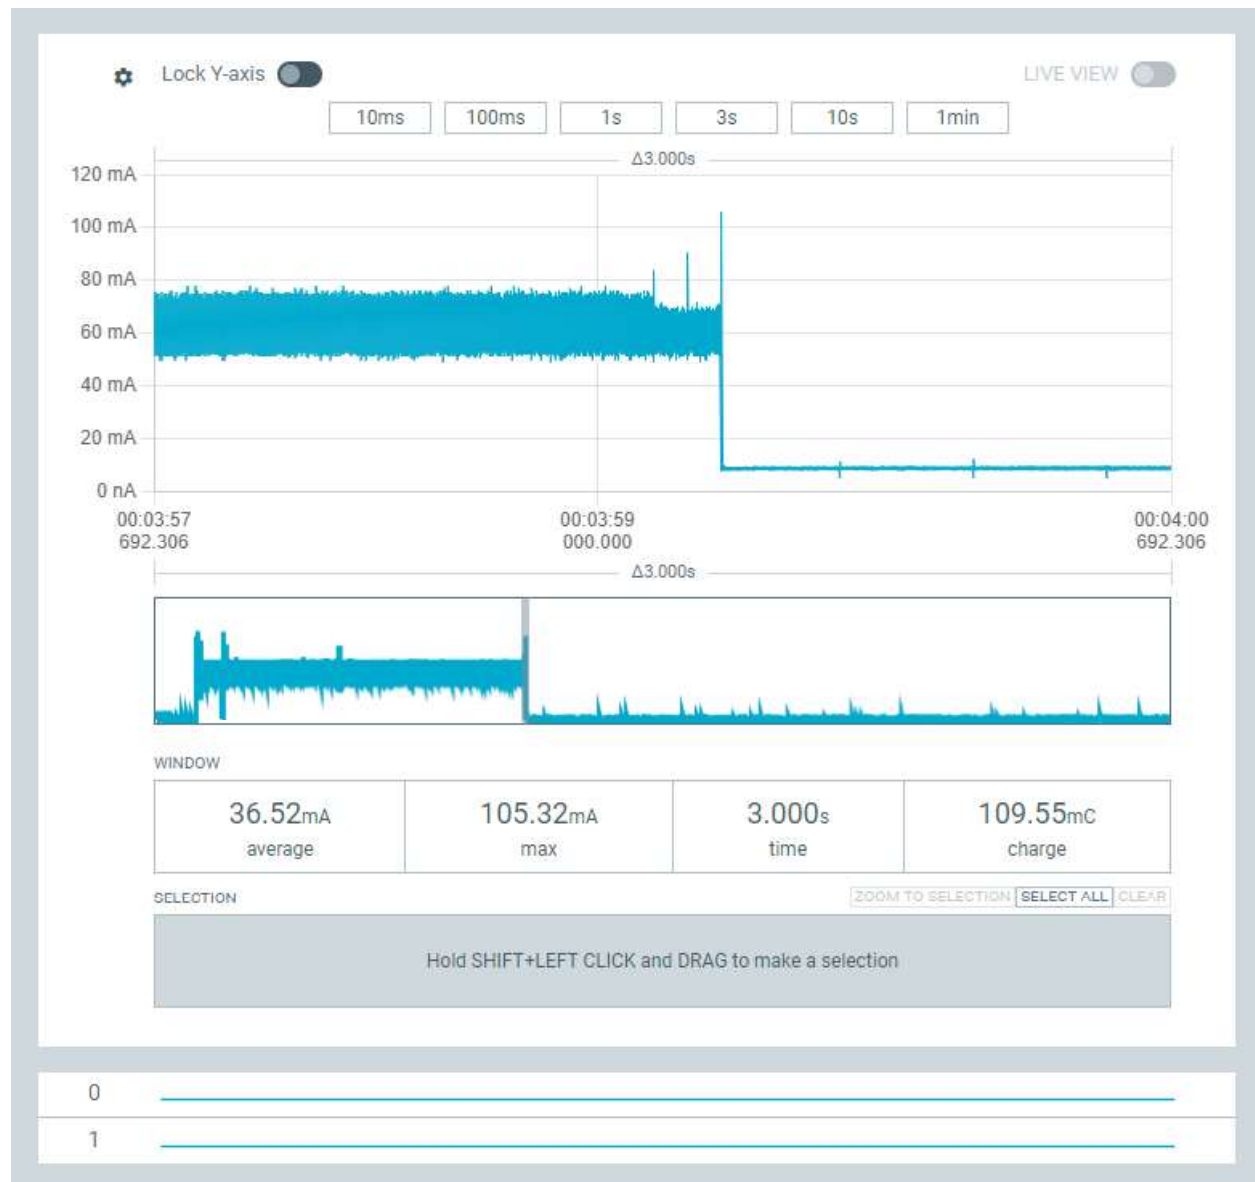 Lock Y-axis LIVE VIEW
10ms 100ms 1s 3s 10s 1min
Δ3.000s
120 mA
100 mA
80 mA
60 mA
40 mA
20 mA
0 nA
00:03:57 00:03:59 00:04:00
692.306 000.000 692.306
Δ3.000s
WINDOW
36.52mA 105.32mA 3.000s 109.55mC
average max time charge
SELECTION ZOOM TO SELECTION SELECT ALL CLEAR
Hold SHIFT+LEFT CLICK and DRAG to make a selection
0
1